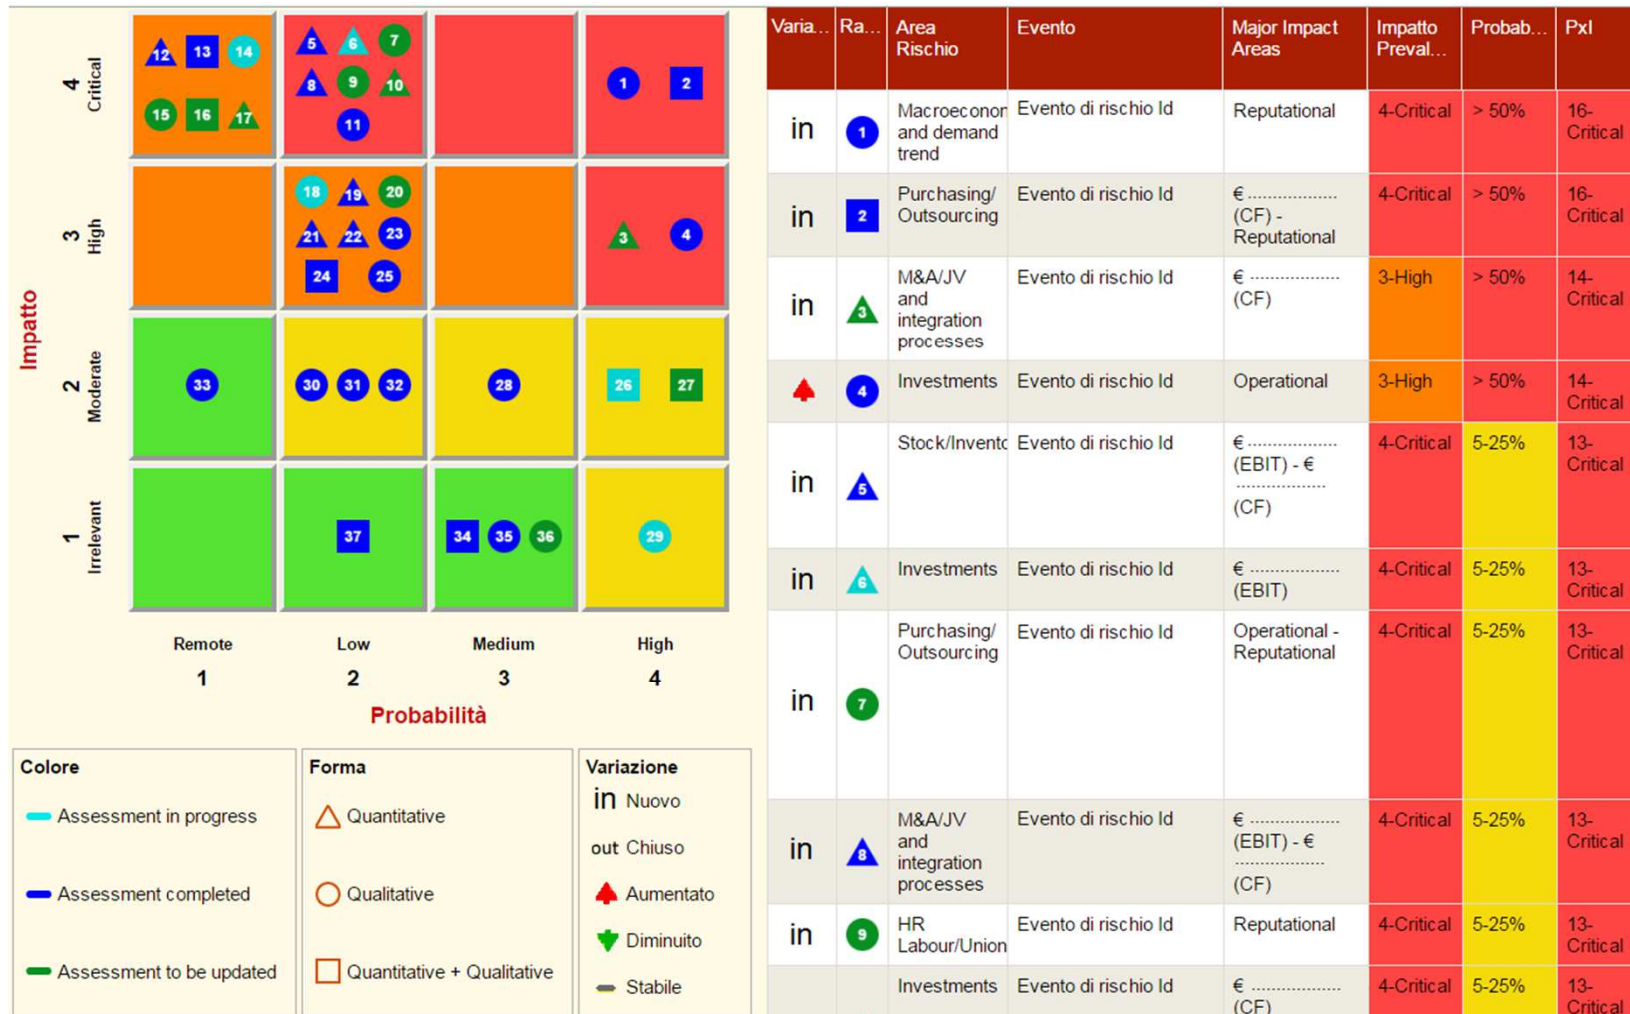 4
Critical
12 13 14
15 16 17
5 6 7
8 9 10
11
1 2
3
High
18 19 20
21 22 23
24 25
3 4
Impatto
2
Moderate
33
30 31 32
28
26 27
1
Irrelevant
37
34 35 36
29
Remote Low Medium High
1 2 3 4
Probabilità
Colore
Assessment in progress
Assessment completed
Assessment to be updated
Forma
Quantitative
Qualitative
Quantitative + Qualitative
Variazione
in Nuovo
out Chiuso
Aumentato
Diminuito
Stabile
Varia... Ra... Area Evento Major Impact Impatto Probab... PxI
Rischio Areas Preval...
in 1 Macroeconor Evento di rischio Id Reputational 4-Critical > 50% 16-
and demand Critical
trend
in 2 Purchasing/ Evento di rischio Id € ................. 4-Critical > 50% 16-
Outsourcing (CF) - Critical
Reputational
in 3 M&A/JV Evento di rischio Id € ................. 3-High > 50% 14-
and (CF) Critical
integration
processes
4 Investments Evento di rischio Id Operational 3-High > 50% 14-
Critical
in 5 Stock/Invento Evento di rischio Id € ................. 4-Critical 5-25% 13-
(EBIT) - € Critical
.................
(CF)
in 6 Investments Evento di rischio Id € ................. 4-Critical 5-25% 13-
(EBIT) Critical
in 7 Purchasing/ Evento di rischio Id Operational - 4-Critical 5-25% 13-
Outsourcing Reputational Critical
in 8 M&A/JV Evento di rischio Id € ................. 4-Critical 5-25% 13-
and (EBIT) - € Critical
integration .................
processes (CF)
in 9 HR Evento di rischio Id Reputational 4-Critical 5-25% 13-
Labour/Union Critical
Investments Evento di rischio Id € ................. 4-Critical 5-25% 13-
(CF) Critical